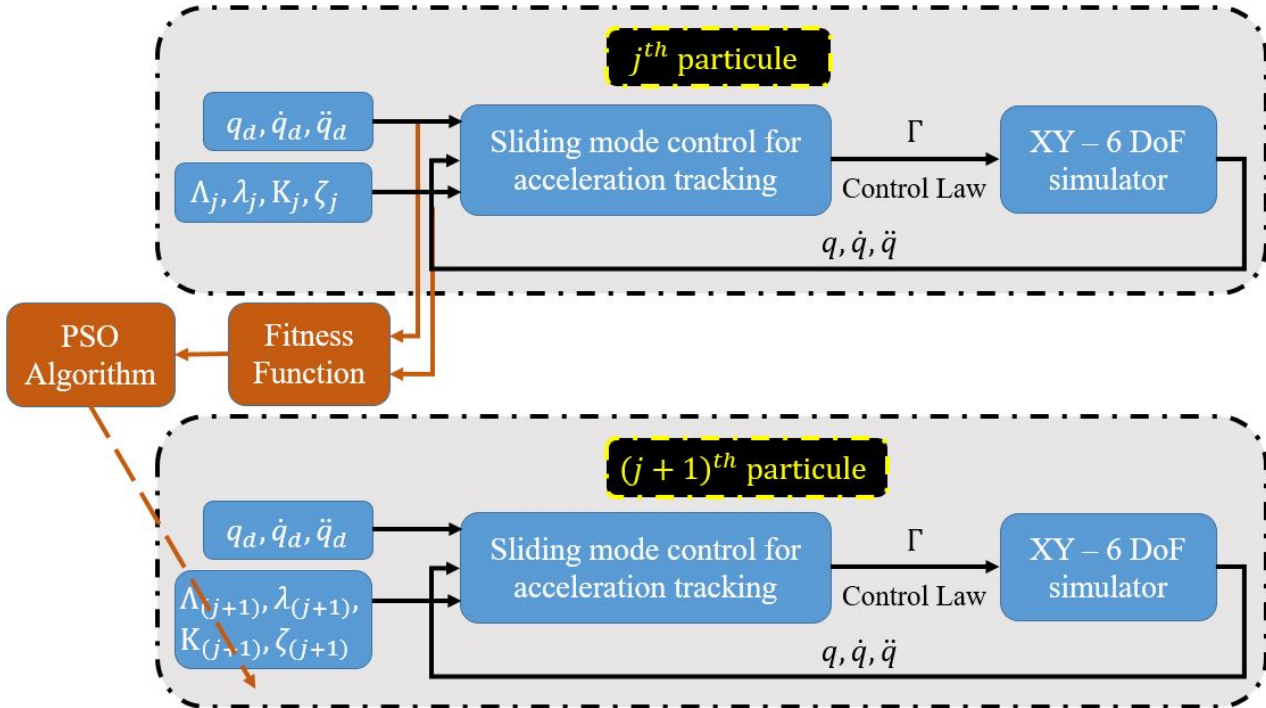 jᵗʰ particule
q_d, q̇_d, q̈_d
Λ_j, λ_j, K_j, ζ_j
Sliding mode control for
acceleration tracking
Γ
Control Law
XY – 6 DoF
simulator
q, q̇, q̈
PSO
Algorithm
Fitness
Function
(j + 1)ᵗʰ particule
q_d, q̇_d, q̈_d
Λ_(j+1), λ_(j+1),
K_(j+1), ζ_(j+1)
Sliding mode control for
acceleration tracking
Γ
Control Law
XY – 6 DoF
simulator
q, q̇, q̈